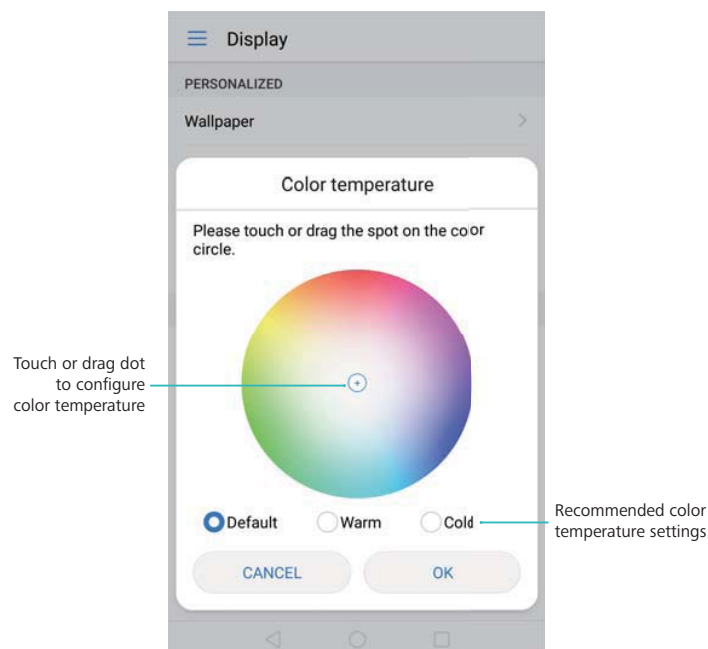 Display
PERSONALIZED
Wallpaper
Color temperature
Please touch or drag the spot on the color
circle.
Touch or drag dot
to configure
color temperature
Default
Warm
Cold
Recommended color
temperature settings
CANCEL
OK